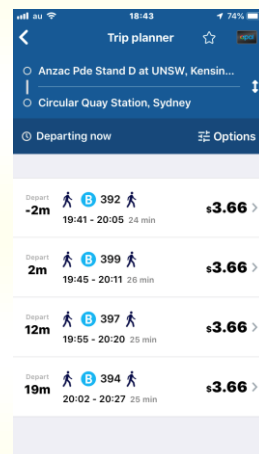 au
18:43
74%
Trip planner
opal
Anzac Pde Stand D at UNSW, Kensin...
Circular Quay Station, Sydney
Departing now
Options
Depart
-2m
B 392
19:41 - 20:05 24 min
$3.66
Depart
2m
B 399
19:45 - 20:11 26 min
$3.66
Depart
12m
B 397
19:55 - 20:20 25 min
$3.66
Depart
19m
B 394
20:02 - 20:27 25 min
$3.66